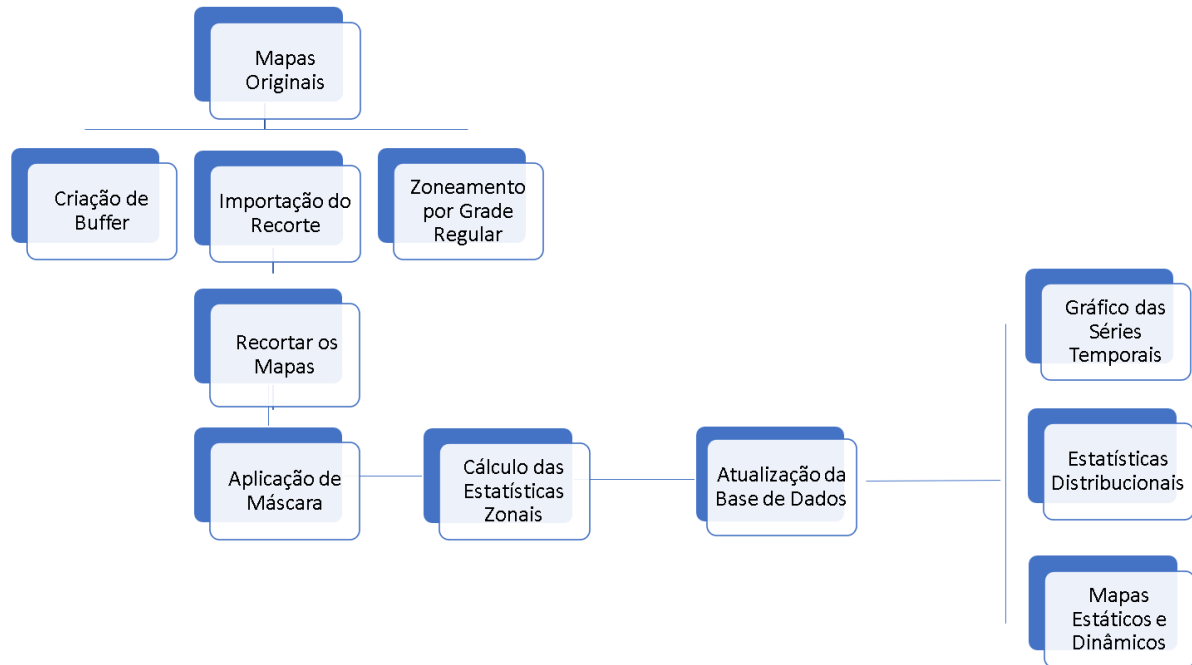 Mapas
Originais
Criação de
Buffer
Importação do
Recorte
Zoneamento
por Grade
Regular
Recortar os
Mapas
Aplicação de
Máscara
Cálculo das
Estatísticas
Zonais
Atualização da
Base de Dados
Gráfico das
Séries
Temporais
Estatísticas
Distribucionais
Mapas
Estáticos e
Dinâmicos